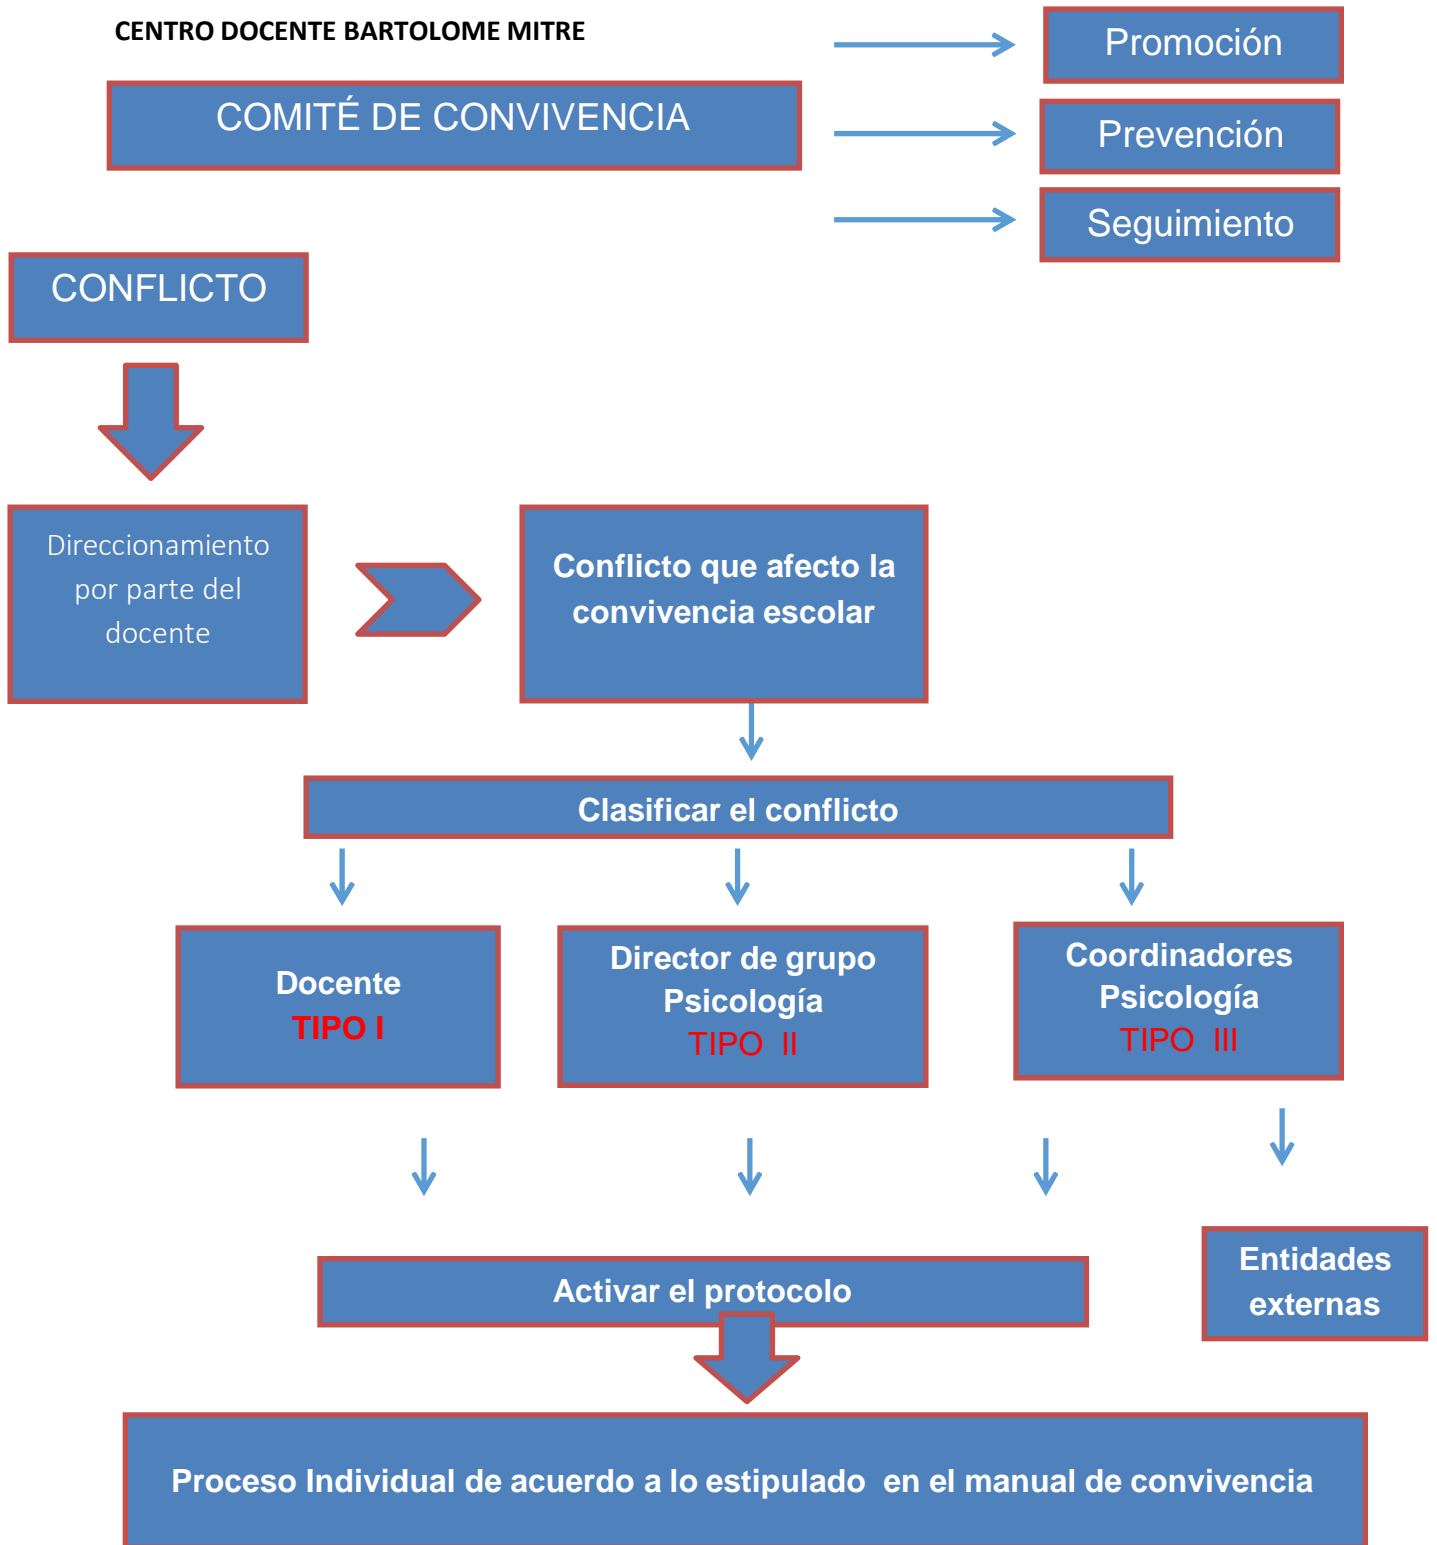 CENTRO DOCENTE BARTOLOME MITRE
COMITÉ DE CONVIVENCIA
Promoción
Prevención
Seguimiento
CONFLICTO
Direccionamiento
por parte del
docente
Conflicto que afecto la
convivencia escolar
Clasificar el conflicto
Docente
TIPO I
Director de grupo
Psicología
TIPO II
Coordinadores
Psicología
TIPO III
Activar el protocolo
Entidades
externas
Proceso Individual de acuerdo a lo estipulado en el manual de convivencia